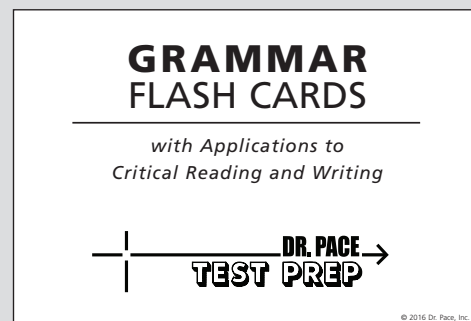 GRAMMAR
FLASH CARDS
with Applications to
Critical Reading and Writing
DR. PACE
TEST PREP
© 2016 Dr. Pace, Inc.